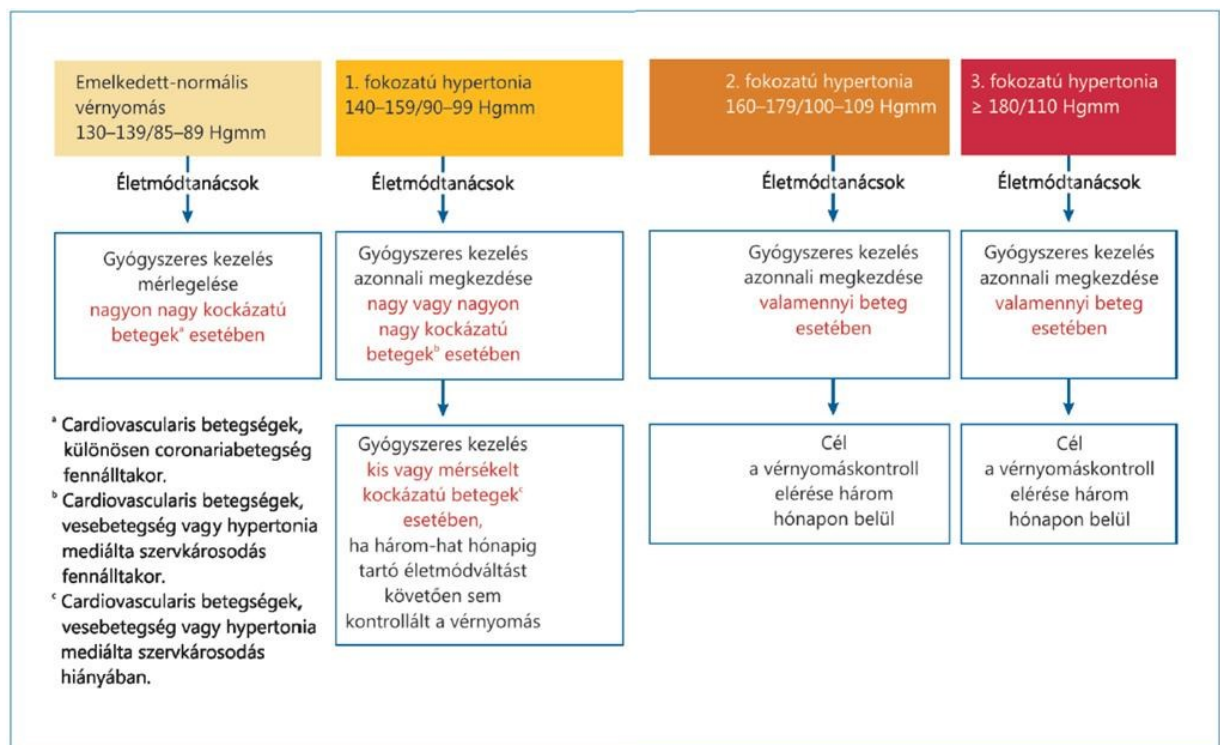 Emelkedett-normális
vérnyomás
130–139/85–89 Hgmm
Életmódtanácsok
Gyógyszeres kezelés
mérlegelése
nagyon nagy kockázatú
betegekᵃ esetében
1. fokozatú hypertonia
140–159/90–99 Hgmm
Életmódtanácsok
Gyógyszeres kezelés
azonnali megkezdése
nagy vagy nagyon
nagy kockázatú
betegekᵇ esetében
Gyógyszeres kezelés
kis vagy mérsékelt
kockázatú betegekᶜ
esetében,
ha három-hat hónapig
tartó életmódváltást
követően sem
kontrollált a vérnyomás
2. fokozatú hypertonia
160–179/100–109 Hgmm
Életmódtanácsok
Gyógyszeres kezelés
azonnali megkezdése
valamennyi beteg
esetében
Cél
a vérnyomáskontroll
elérése három
hónapon belül
3. fokozatú hypertonia
≥ 180/110 Hgmm
Életmódtanácsok
Gyógyszeres kezelés
azonnali megkezdése
valamennyi beteg
esetében
Cél
a vérnyomáskontroll
elérése három
hónapon belül
ᵃ Cardiovascularis betegségek,
különösen coronariabetegség
fennálltakor.
ᵇ Cardiovascularis betegségek,
vesebetegség vagy hypertonia
mediálta szervkárosodás
fennálltakor.
ᶜ Cardiovascularis betegségek,
vesebetegség vagy hypertonia
mediálta szervkárosodás
hiányában.